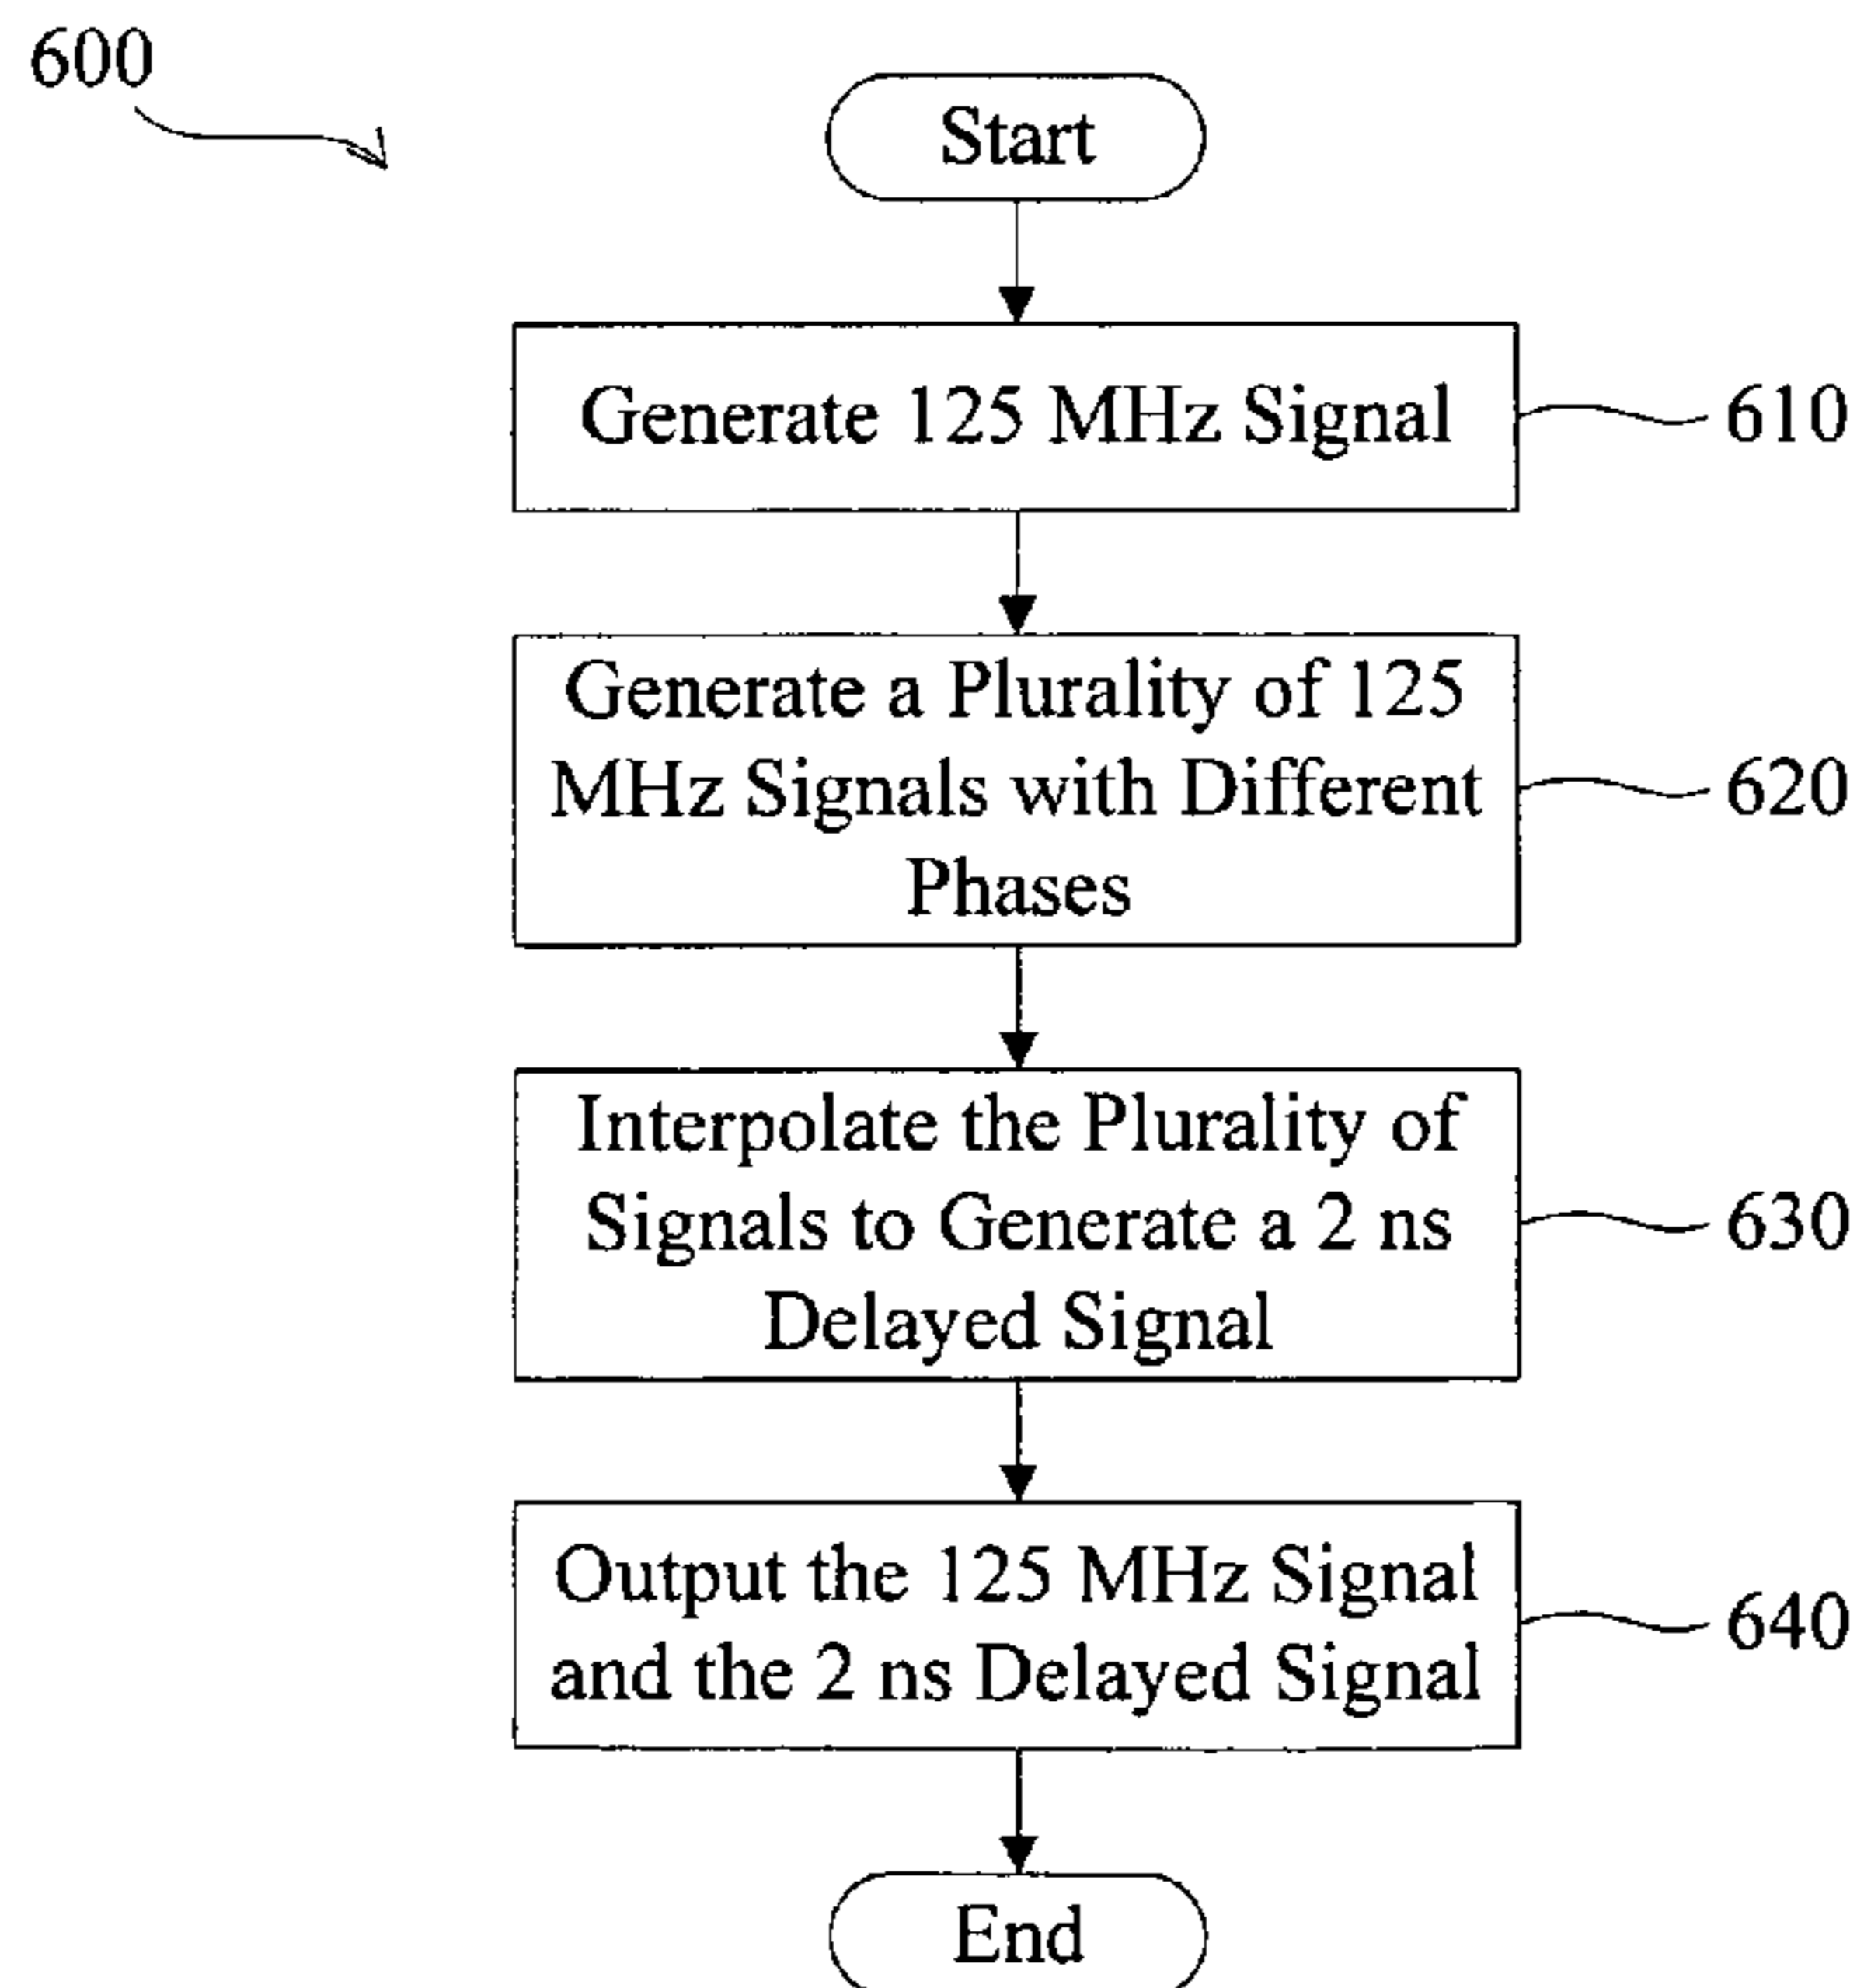 600
Start
Generate 125 MHz Signal
610
Generate a Plurality of 125
MHz Signals with Different
Phases
620
Interpolate the Plurality of
Signals to Generate a 2 ns
Delayed Signal
630
Output the 125 MHz Signal
and the 2 ns Delayed Signal
640
End